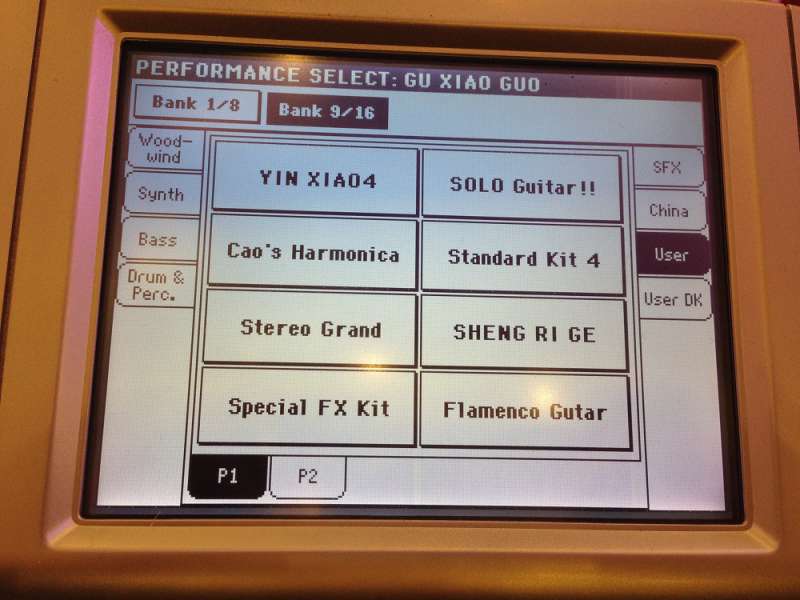 PERFORMANCE SELECT: GU XIAO GUO
Bank 1/8
Bank 9/16
Wood-
wind
Synth
Bass
Drum &
Perc.
YIN XIAO4
SOLO Guitar!!
Cao's Harmonica
Standard Kit 4
Stereo Grand
SHENG RI GE
Special FX Kit
Flamenco Gutar
SFX
China
User
User DK
P1
P2